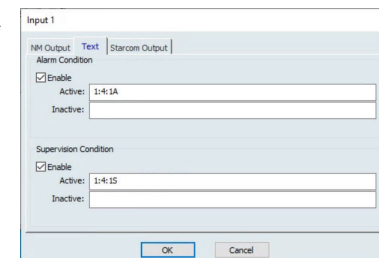 Input 1
NM Output Text Starcom Output
Alarm Condition
Enable
Active: 1:4:1A
Inactive:
Supervision Condition
Enable
Active: 1:4:1S
Inactive:
OK Cancel